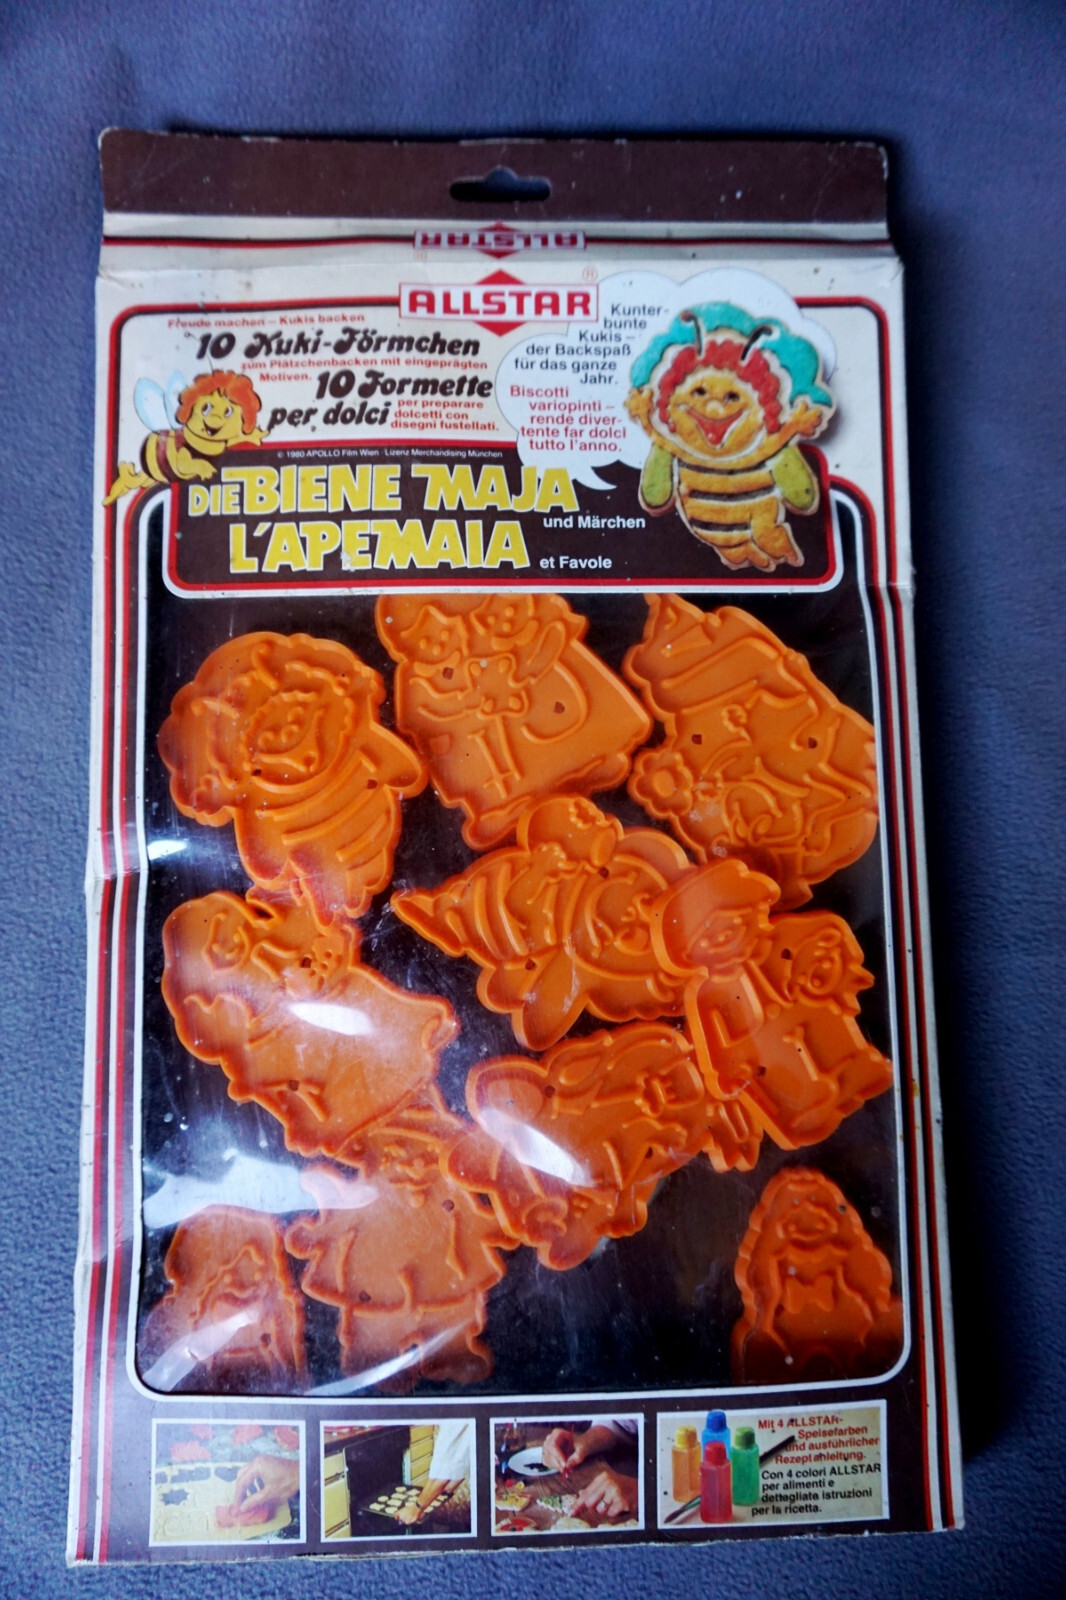 ALLSTAR
ALLSTAR ®
Freude machen – Kukis backen
10 Kuki-Förmchen
zum Plätzchenbacken mit eingeprägten
Motiven.
10 Formette
per dolci
per preparare
dolcetti con
disegni fustellati.
Kunter-
bunte
Kukis –
der Backspaß
für das ganze
Jahr.
Biscotti
variopinti –
rende diver-
tente far dolci
tutto l'anno.
© 1980 APOLLO Film Wien · Lizenz Merchandising München
DIE BIENE MAJA
und Märchen
L'APEMAIA
et Favole
Mit 4 ALLSTAR-
Speisefarben
und ausführlicher
Rezeptanleitung.
Con 4 colori ALLSTAR
per alimenti e
dettagliate istruzioni
per la ricetta.